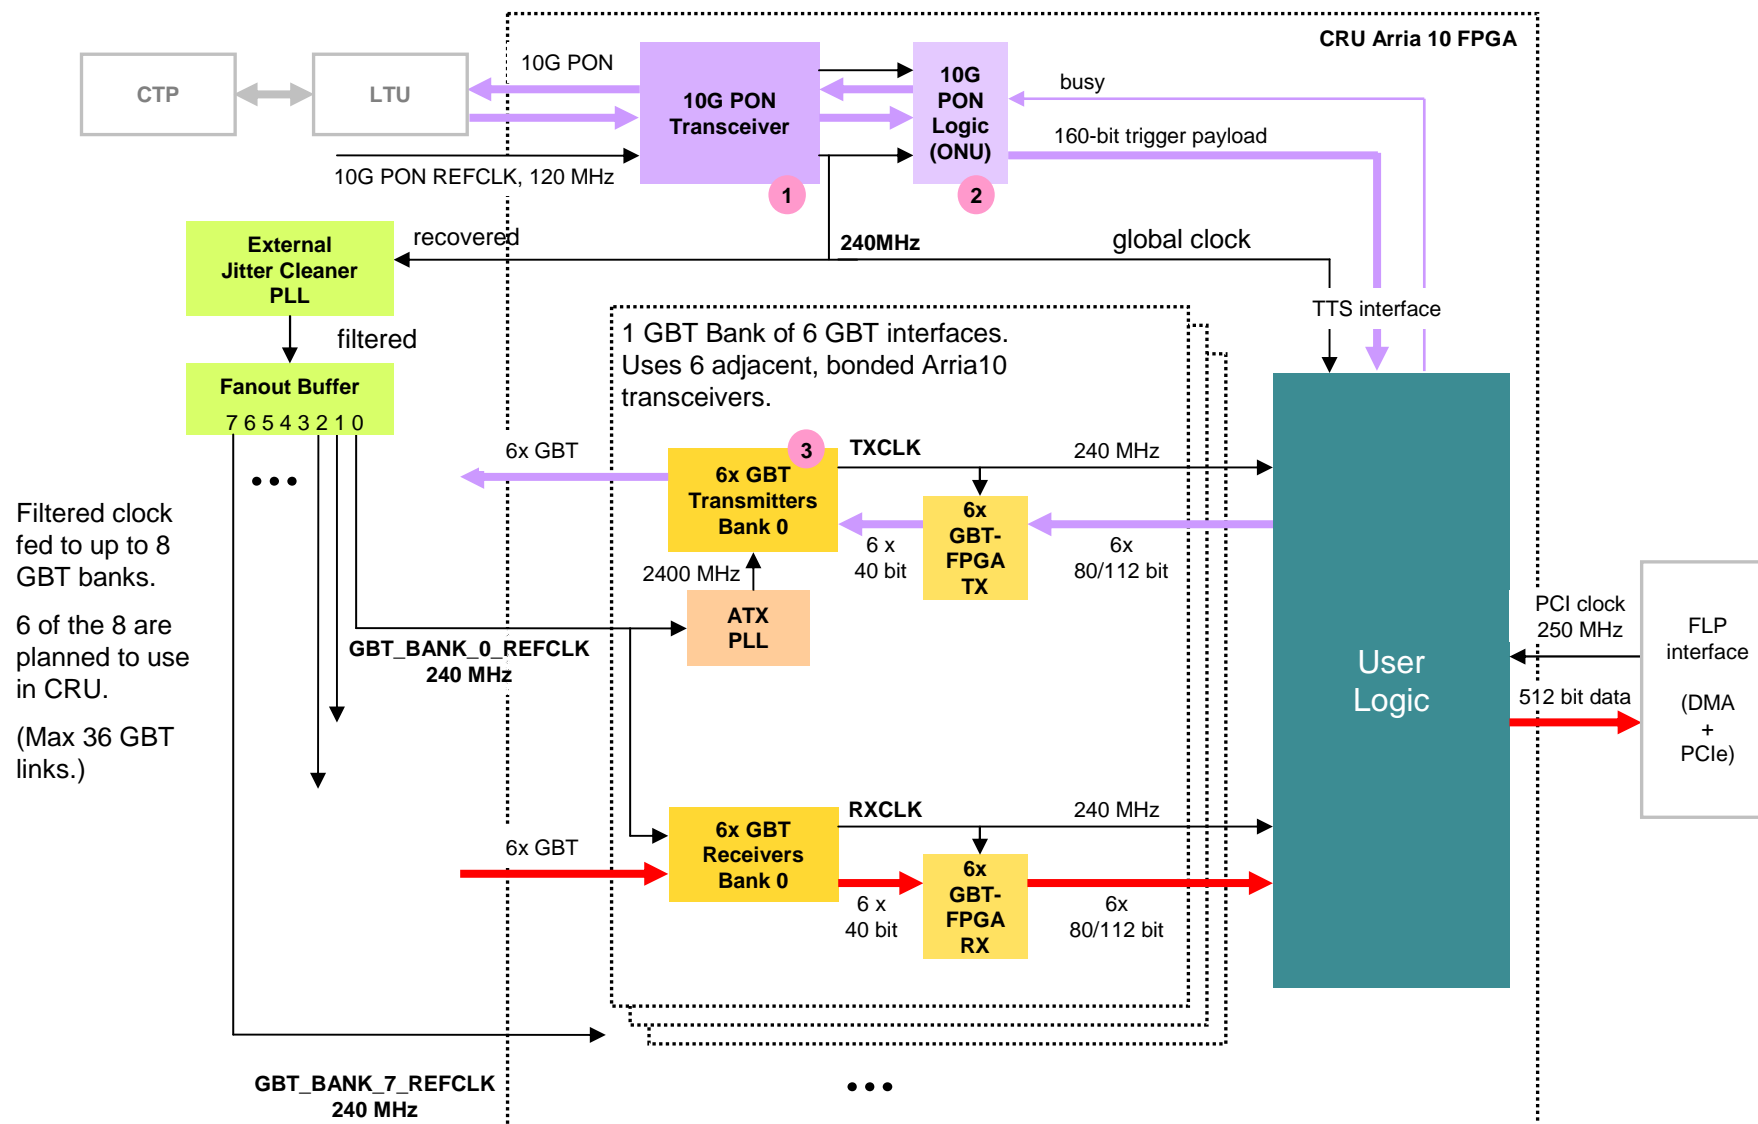 CRU Arria 10 FPGA
CTP
LTU
10G PON
10G PON
Transceiver
10G
PON
Logic
(ONU)
busy
160-bit trigger payload
10G PON REFCLK, 120 MHz
1
2
External
Jitter Cleaner
PLL
recovered
240MHz
global clock
TTS interface
filtered
Fanout Buffer
7 6 5 4 3 2 1 0
1 GBT Bank of 6 GBT interfaces.
Uses 6 adjacent, bonded Arria10
transceivers.
...
6x GBT
3
6x GBT
Transmitters
Bank 0
TXCLK
240 MHz
6x
GBT-
FPGA
TX
6 x
40 bit
6x
80/112 bit
2400 MHz
ATX
PLL
Filtered clock
fed to up to 8
GBT banks.
6 of the 8 are
planned to use
in CRU.
(Max 36 GBT
links.)
GBT_BANK_0_REFCLK
240 MHz
User
Logic
PCI clock
250 MHz
512 bit data
FLP
interface
(DMA
+
PCIe)
6x GBT
6x GBT
Receivers
Bank 0
RXCLK
240 MHz
6x
GBT-
FPGA
RX
6 x
40 bit
6x
80/112 bit
GBT_BANK_7_REFCLK
240 MHz
...